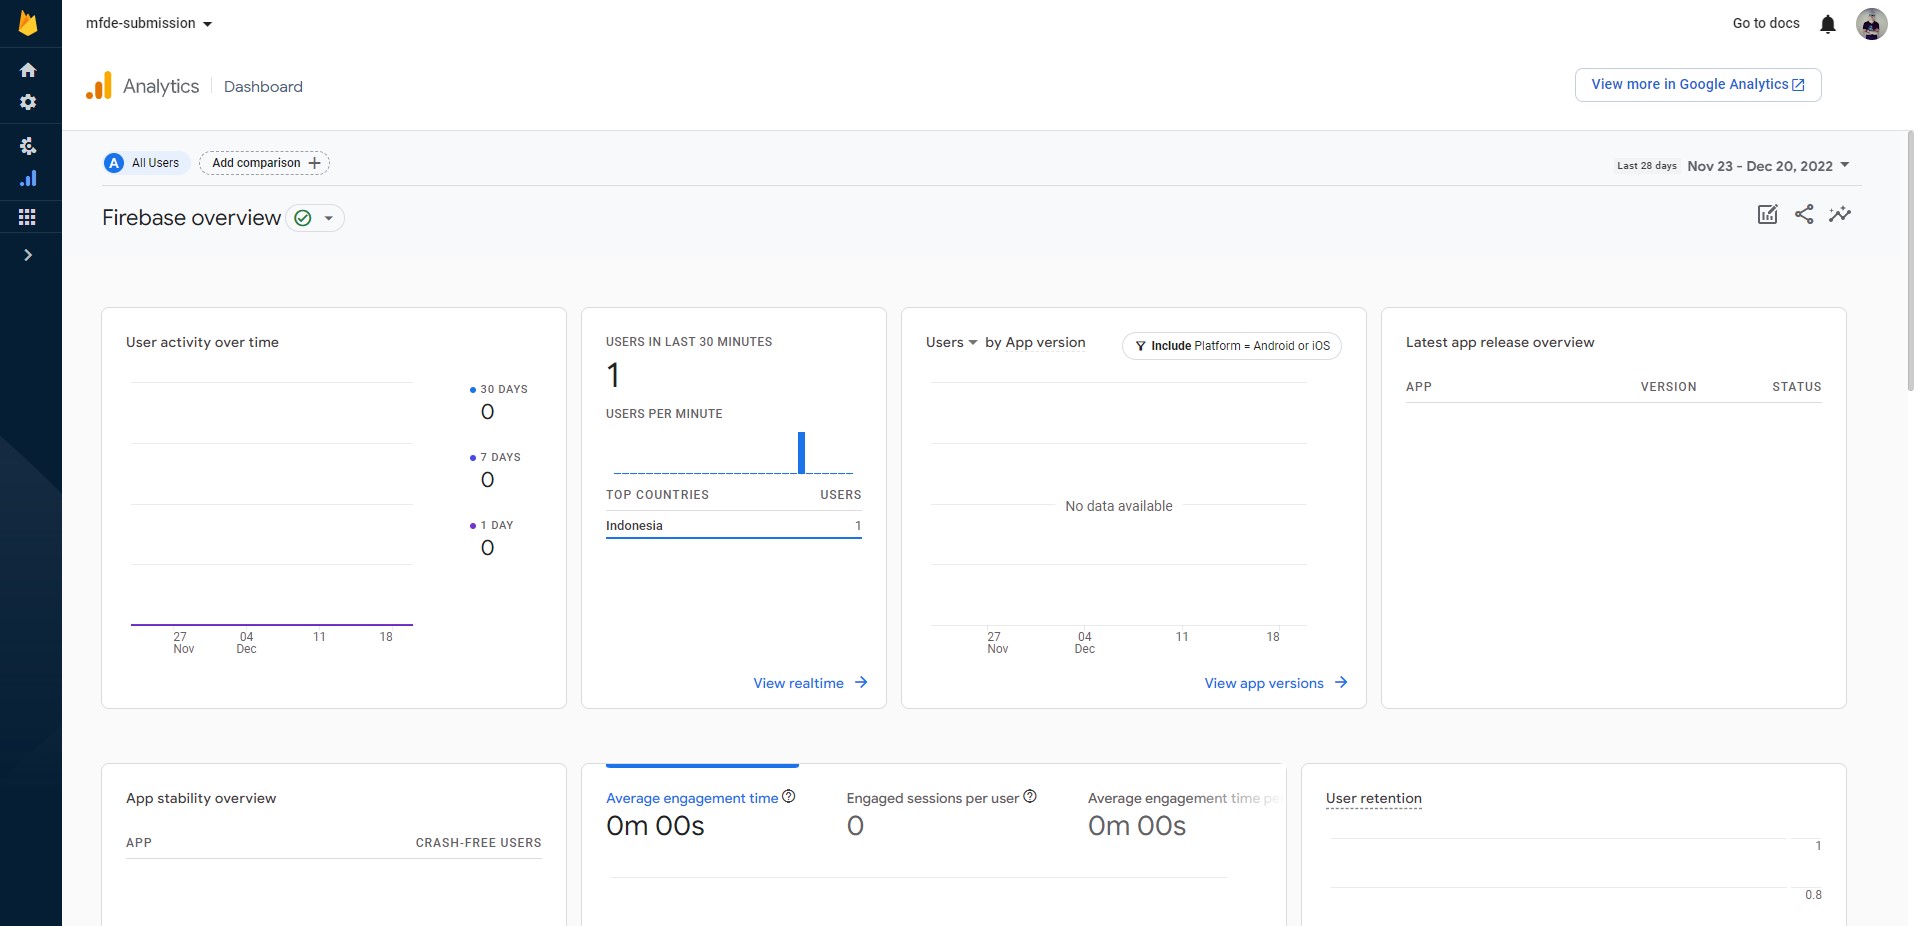 mfde-submission
Go to docs
Analytics
Dashboard
View more in Google Analytics
A All Users
Add comparison
Last 28 days Nov 23 - Dec 20, 2022
Firebase overview
User activity over time
30 DAYS
0
7 DAYS
0
1 DAY
0
27 04 11 18
Nov Dec
USERS IN LAST 30 MINUTES
1
USERS PER MINUTE
TOP COUNTRIES USERS
Indonesia 1
View realtime
Users by App version
Include Platform = Android or iOS
No data available
27 04 11 18
Nov Dec
View app versions
Latest app release overview
APP VERSION STATUS
App stability overview
APP CRASH-FREE USERS
Average engagement time
0m 00s
Engaged sessions per user
0
Average engagement time pe
0m 00s
User retention
1
0.8